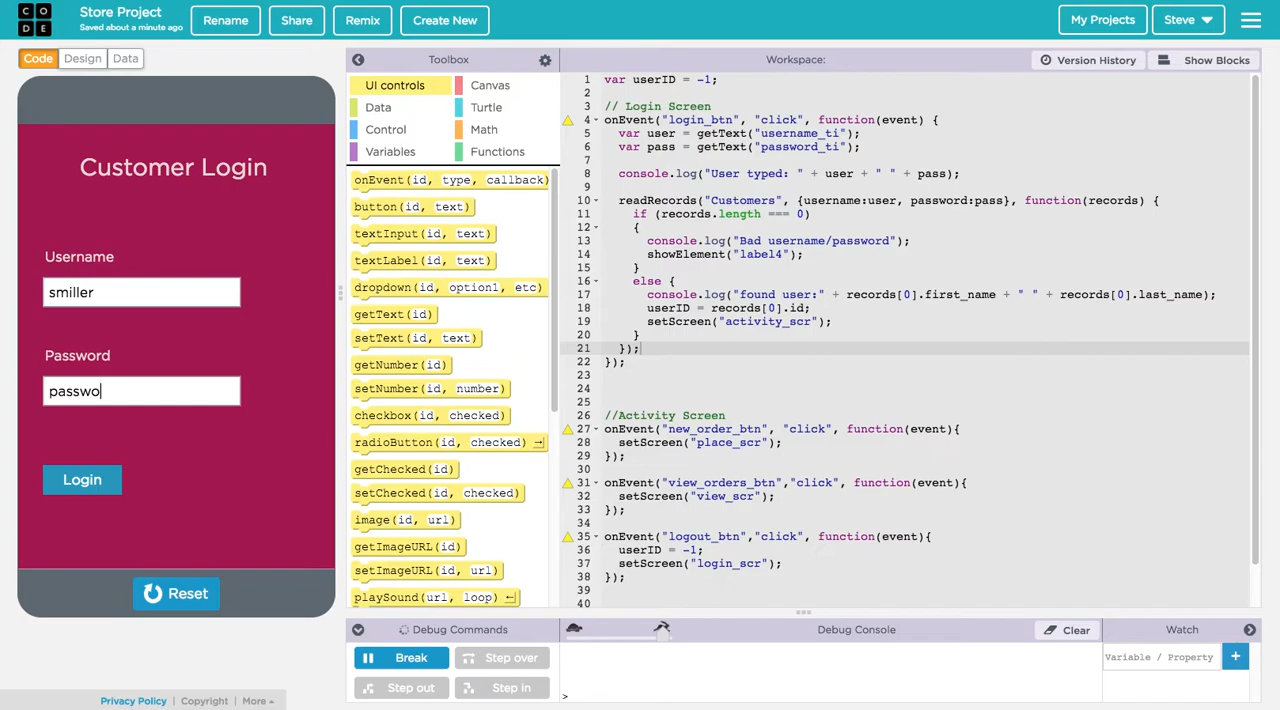 C O D E
Store Project
Saved about a minute ago
Rename
Share
Remix
Create New
My Projects
Steve
Code
Design
Data
Toolbox
Workspace:
Version History
Show Blocks
Customer Login
Username
smiller
Password
passwo
Login
Reset
UI controls
Canvas
Data
Turtle
Control
Math
Variables
Functions
onEvent(id, type, callback)
button(id, text)
textInput(id, text)
textLabel(id, text)
dropdown(id, option1, etc)
getText(id)
setText(id, text)
getNumber(id)
setNumber(id, number)
checkbox(id, checked)
radioButton(id, checked)
getChecked(id)
setChecked(id, checked)
image(id, url)
getImageURL(id)
setImageURL(id, url)
playSound(url, loop)
1 var userID = -1;
2
3 // Login Screen
4 onEvent("login_btn", "click", function(event) {
5 var user = getText("username_ti");
6 var pass = getText("password_ti");
7
8 console.log("User typed: " + user + " " + pass);
9
10 readRecords("Customers", {username:user, password:pass}, function(records) {
11 if (records.length === 0)
12 {
13 console.log("Bad username/password");
14 showElement("label4");
15 }
16 else {
17 console.log("found user:" + records[0].first_name + " " + records[0].last_name);
18 userID = records[0].id;
19 setScreen("activity_scr");
20 }
21 });
22 });
23
24
25
26 //Activity Screen
27 onEvent("new_order_btn", "click", function(event){
28 setScreen("place_scr");
29 });
30
31 onEvent("view_orders_btn","click", function(event){
32 setScreen("view_scr");
33 });
34
35 onEvent("logout_btn","click", function(event){
36 userID = -1;
37 setScreen("login_scr");
38 });
39
40
Debug Commands
Debug Console
Clear
Watch
Break
Step over
Step out
Step in
Variable / Property
+
>
Privacy Policy | Copyright | More